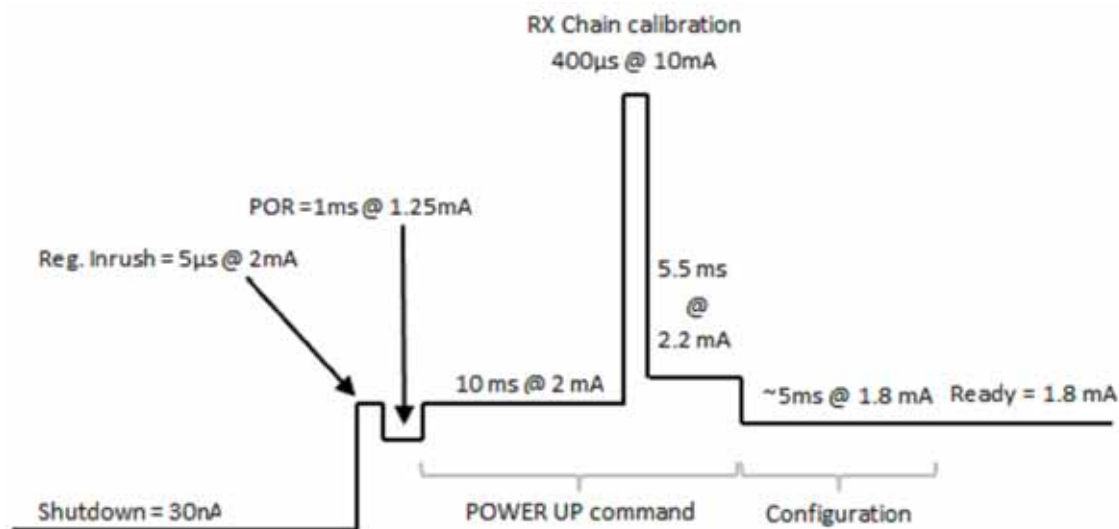 RX Chain calibration
400µs @ 10mA
POR =1ms @ 1.25mA
Reg. Inrush = 5µs @ 2mA
5.5 ms
@
2.2 mA
10 ms @ 2 mA
~5ms @ 1.8 mA
Ready = 1.8 mA
Shutdown = 30nA
POWER UP command
Configuration